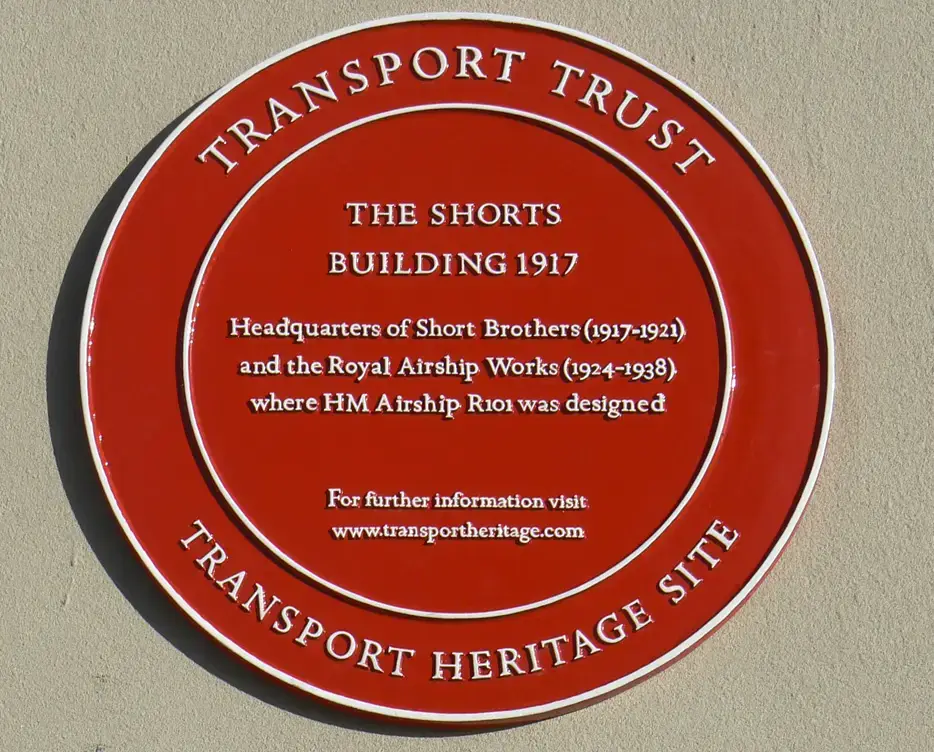 TRANSPORT TRUST
THE SHORTS
BUILDING 1917
Headquarters of Short Brothers (1917-1921)
and the Royal Airship Works (1924-1938)
where HM Airship R101 was designed
For further information visit
www.transportheritage.com
TRANSPORT HERITAGE SITE